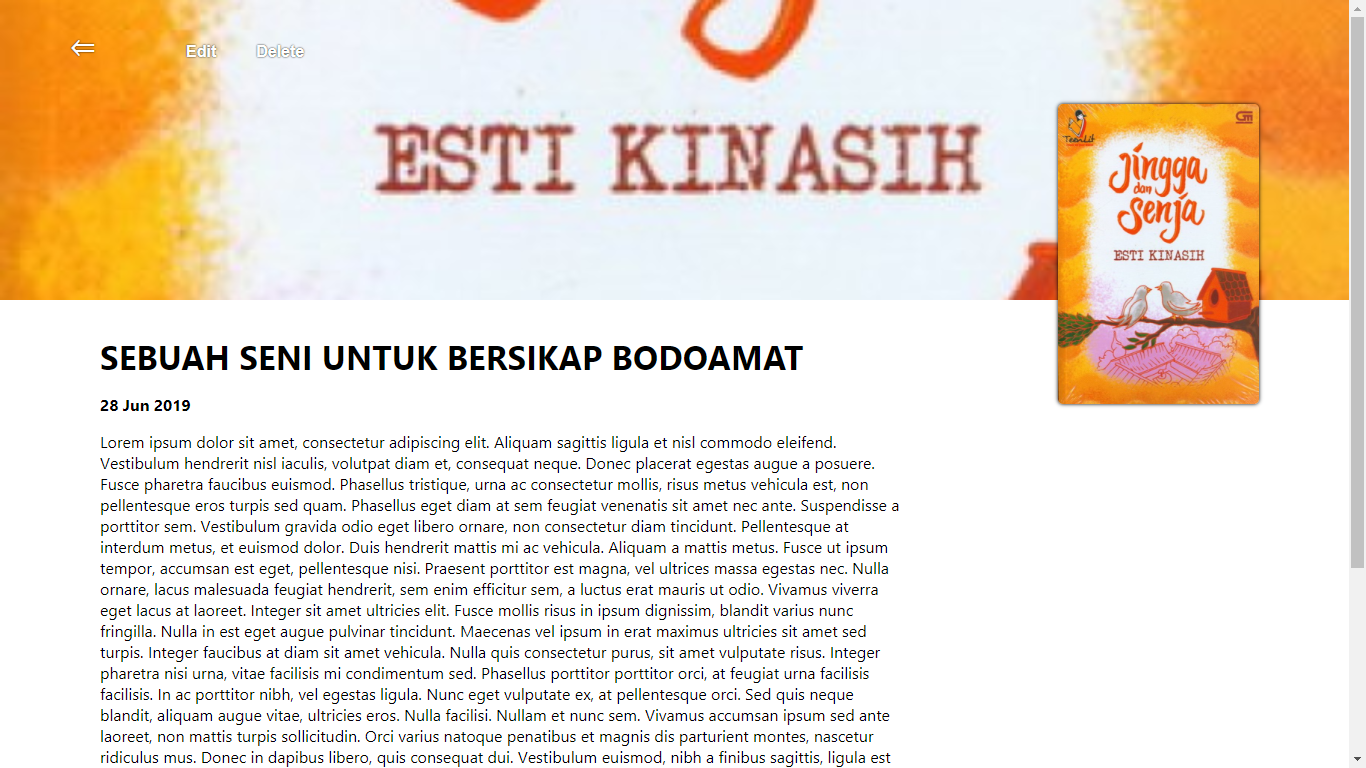 ⇐ Edit Delete
ESTI KINASIH
TeenLit
GM
Jingga
dan
Senja
ESTI KINASIH
SEBUAH SENI UNTUK BERSIKAP BODOAMAT
28 Jun 2019
Lorem ipsum dolor sit amet, consectetur adipiscing elit. Aliquam sagittis ligula et nisl commodo eleifend.
Vestibulum hendrerit nisl iaculis, volutpat diam et, consequat neque. Donec placerat egestas augue a posuere.
Fusce pharetra faucibus euismod. Phasellus tristique, urna ac consectetur mollis, risus metus vehicula est, non
pellentesque eros turpis sed quam. Phasellus eget diam at sem feugiat venenatis sit amet nec ante. Suspendisse a
porttitor sem. Vestibulum gravida odio eget libero ornare, non consectetur diam tincidunt. Pellentesque at
interdum metus, et euismod dolor. Duis hendrerit mattis mi ac vehicula. Aliquam a mattis metus. Fusce ut ipsum
tempor, accumsan est eget, pellentesque nisi. Praesent porttitor est magna, vel ultrices massa egestas nec. Nulla
ornare, lacus malesuada feugiat hendrerit, sem enim efficitur sem, a luctus erat mauris ut odio. Vivamus viverra
eget lacus at laoreet. Integer sit amet ultricies elit. Fusce mollis risus in ipsum dignissim, blandit varius nunc
fringilla. Nulla in est eget augue pulvinar tincidunt. Maecenas vel ipsum in erat maximus ultricies sit amet sed
turpis. Integer faucibus at diam sit amet vehicula. Nulla quis consectetur purus, sit amet vulputate risus. Integer
pharetra nisi urna, vitae facilisis mi condimentum sed. Phasellus porttitor porttitor orci, at feugiat urna facilisis
facilisis. In ac porttitor nibh, vel egestas ligula. Nunc eget vulputate ex, at pellentesque orci. Sed quis neque
blandit, aliquam augue vitae, ultricies eros. Nulla facilisi. Nullam et nunc sem. Vivamus accumsan ipsum sed ante
laoreet, non mattis turpis sollicitudin. Orci varius natoque penatibus et magnis dis parturient montes, nascetur
ridiculus mus. Donec in dapibus libero, quis consequat dui. Vestibulum euismod, nibh a finibus sagittis, ligula est